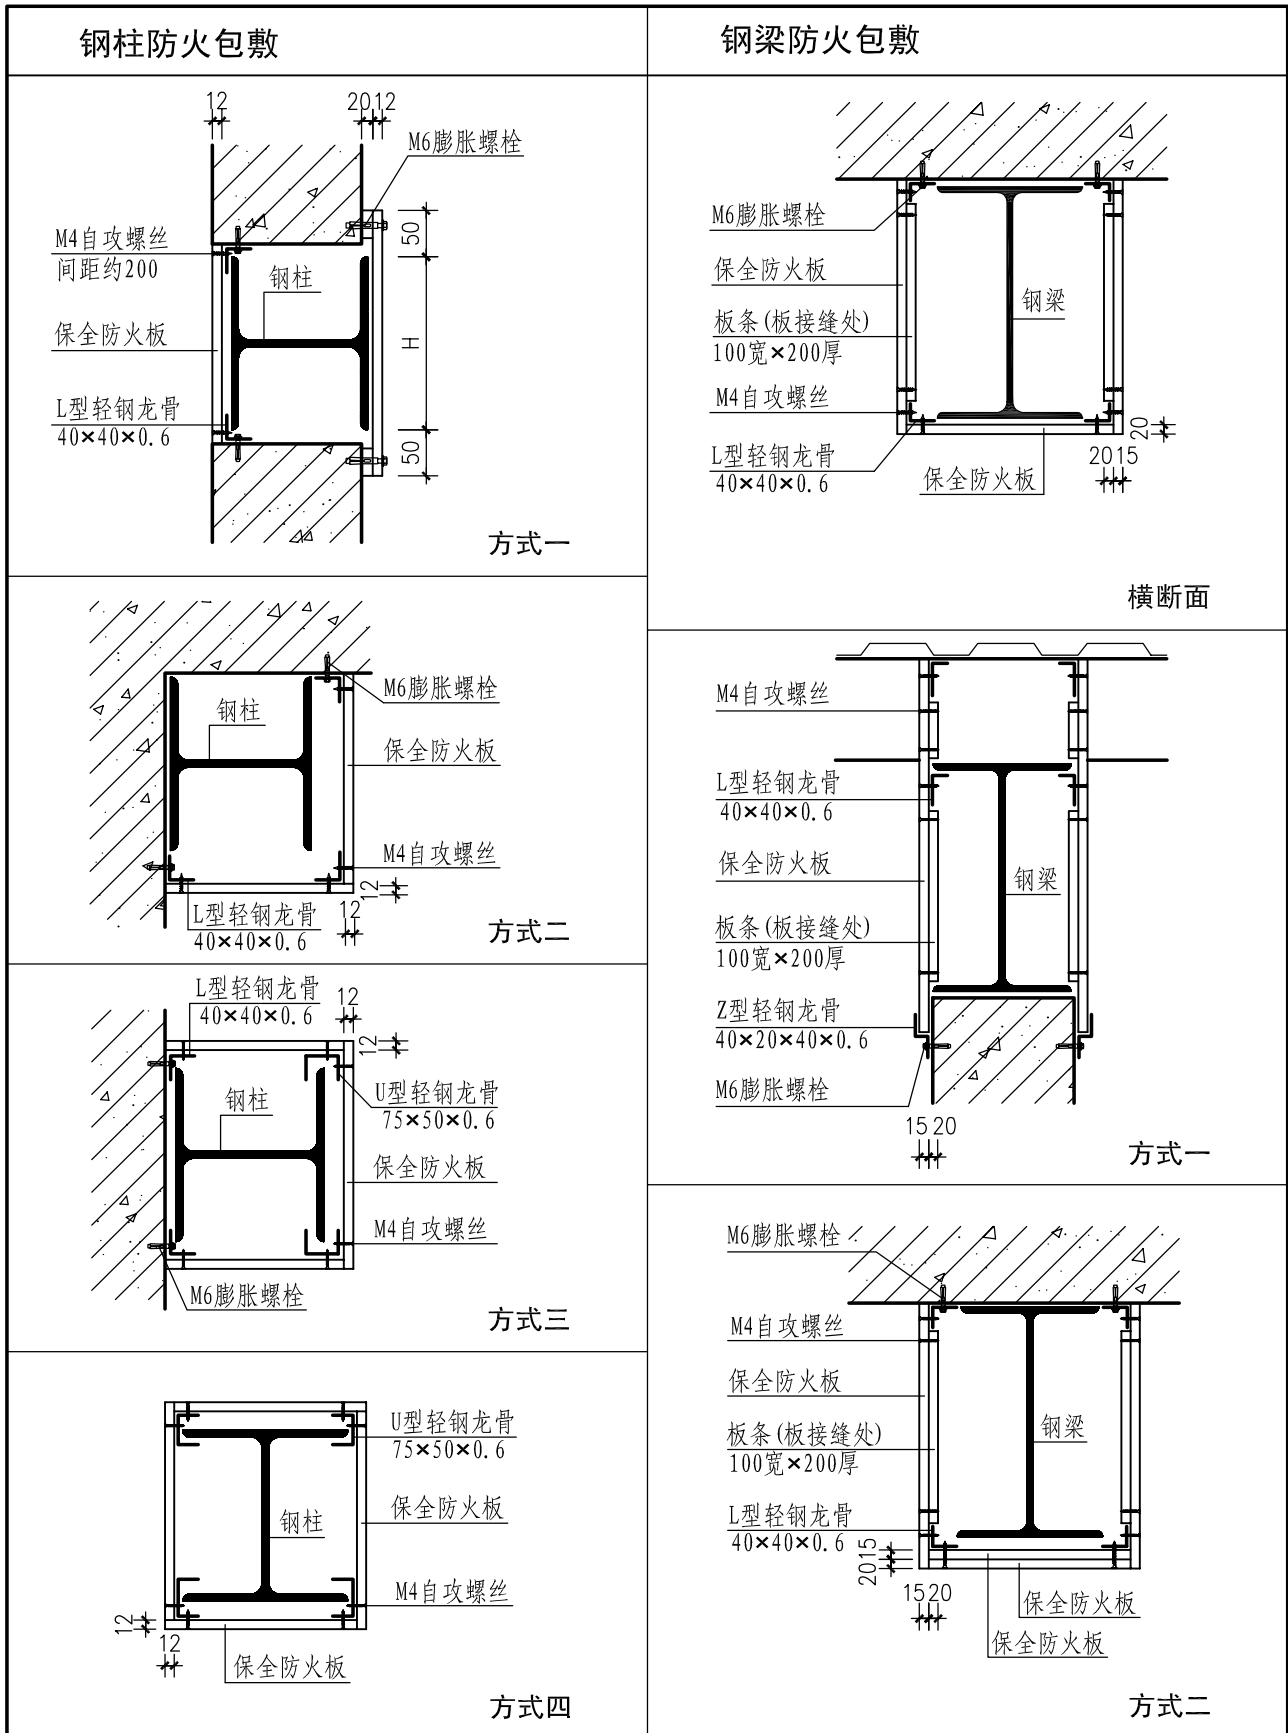 钢柱防火包敷
12
2012
M6膨胀螺栓
M4自攻螺丝
间距约200
钢柱
50
保全防火板
H
L型轻钢龙骨
40×40×0.6
50
方式一
M6膨胀螺栓
钢柱
保全防火板
M4自攻螺丝
12
L型轻钢龙骨
40×40×0.6
12
方式二
L型轻钢龙骨
40×40×0.6
12
12
U型轻钢龙骨
75×50×0.6
钢柱
保全防火板
M4自攻螺丝
M6膨胀螺栓
方式三
U型轻钢龙骨
75×50×0.6
保全防火板
钢柱
M4自攻螺丝
12
12
保全防火板
方式四
钢梁防火包敷
M6膨胀螺栓
保全防火板
钢梁
板条(板接缝处)
100宽×200厚
M4自攻螺丝
L型轻钢龙骨
40×40×0.6
20
2015
保全防火板
横断面
M4自攻螺丝
L型轻钢龙骨
40×40×0.6
保全防火板
钢梁
板条(板接缝处)
100宽×200厚
Z型轻钢龙骨
40×20×40×0.6
M6膨胀螺栓
1520
方式一
M6膨胀螺栓
M4自攻螺丝
保全防火板
钢梁
板条(板接缝处)
100宽×200厚
L型轻钢龙骨
40×40×0.6
2015
1520
保全防火板
保全防火板
方式二